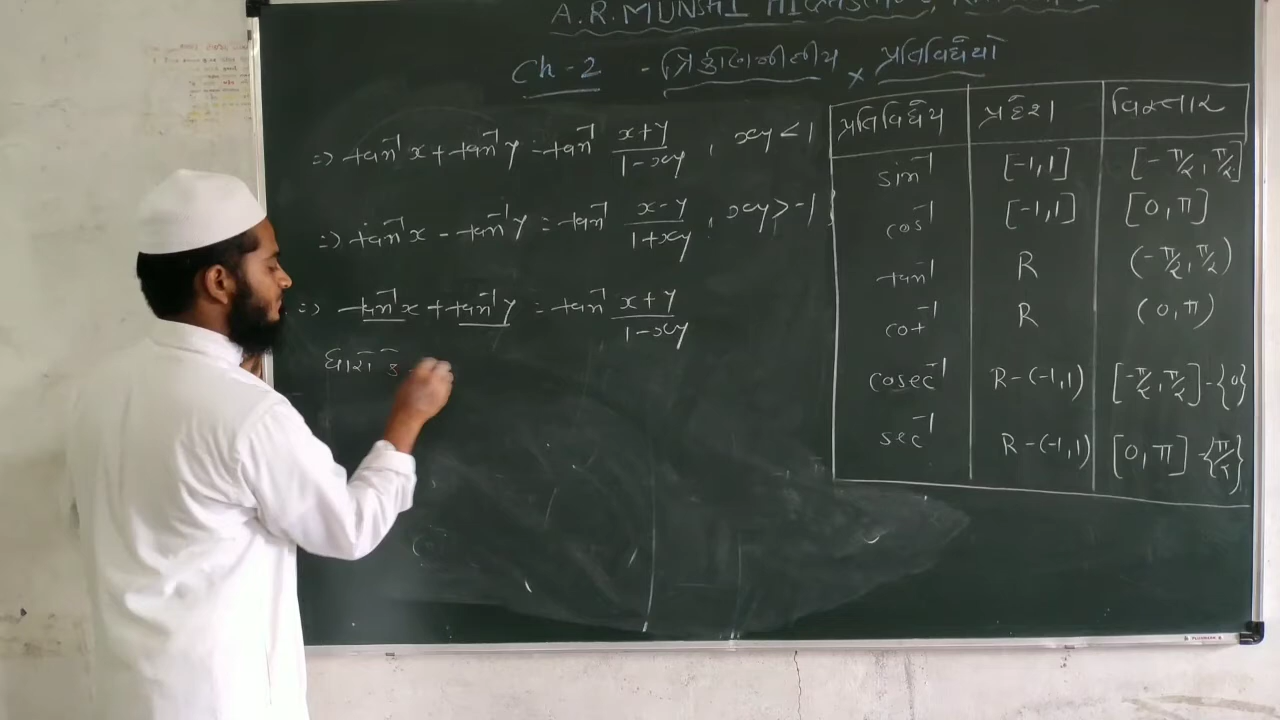 A.R. MUNSHI
Ch-2 - ત્રિકોણમિતીય પ્રતિવિધેયો
⇒ tan⁻¹x + tan⁻¹y = tan⁻¹ (x+y)/(1-xy) , xy < 1
⇒ tan⁻¹x - tan⁻¹y = tan⁻¹ (x-y)/(1+xy) , xy > -1
⇒ tan⁻¹x + tan⁻¹y = tan⁻¹ (x+y)/(1-xy)
ધારો કે
પ્રતિવિધેય પ્રદેશ વિસ્તાર
sin⁻¹ [-1,1] [-π/2, π/2]
cos⁻¹ [-1,1] [0,π]
tan⁻¹ R (-π/2, π/2)
cot⁻¹ R (0,π)
cosec⁻¹ R-(-1,1) [-π/2, π/2]-{0}
sec⁻¹ R-(-1,1) [0,π]-{π/2}